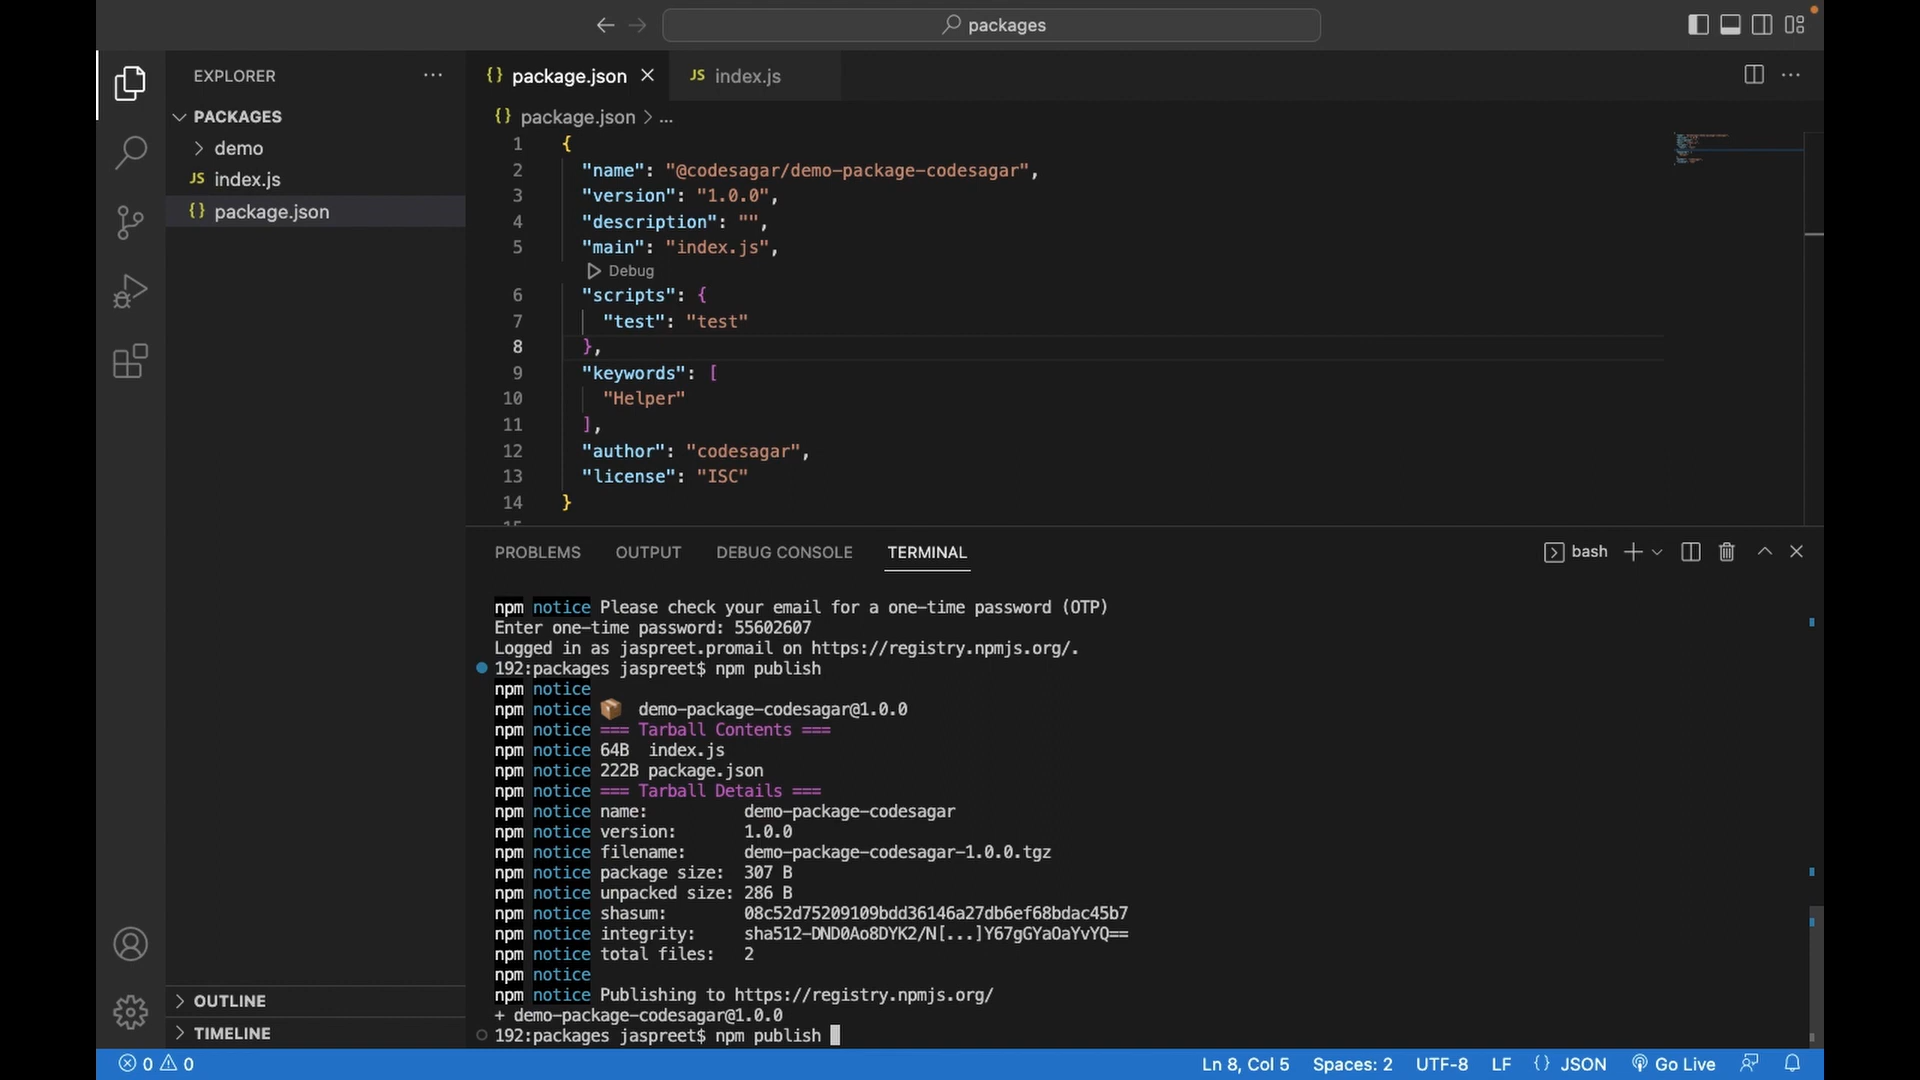 packages
EXPLORER
PACKAGES
demo
JS index.js
{} package.json
OUTLINE
TIMELINE
{} package.json
JS index.js
{} package.json > ...
1 {
2 "name": "@codesagar/demo-package-codesagar",
3 "version": "1.0.0",
4 "description": "",
5 "main": "index.js",
Debug
6 "scripts": {
7 "test": "test"
8 },
9 "keywords": [
10 "Helper"
11 ],
12 "author": "codesagar",
13 "license": "ISC"
14 }
15
PROBLEMS OUTPUT DEBUG CONSOLE TERMINAL
bash
npm notice Please check your email for a one-time password (OTP)
Enter one-time password: 55602607
Logged in as jaspreet.promail on https://registry.npmjs.org/.
192:packages jaspreet$ npm publish
npm notice
npm notice 📦 demo-package-codesagar@1.0.0
npm notice === Tarball Contents ===
npm notice 64B index.js
npm notice 222B package.json
npm notice === Tarball Details ===
npm notice name: demo-package-codesagar
npm notice version: 1.0.0
npm notice filename: demo-package-codesagar-1.0.0.tgz
npm notice package size: 307 B
npm notice unpacked size: 286 B
npm notice shasum: 08c52d75209109bdd36146a27db6ef68bdac45b7
npm notice integrity: sha512-DND0Ao8DYK2/N[...]Y67gGYaOaYvYQ==
npm notice total files: 2
npm notice
npm notice Publishing to https://registry.npmjs.org/
+ demo-package-codesagar@1.0.0
192:packages jaspreet$ npm publish
0 0
Ln 8, Col 5 Spaces: 2 UTF-8 LF {} JSON Go Live